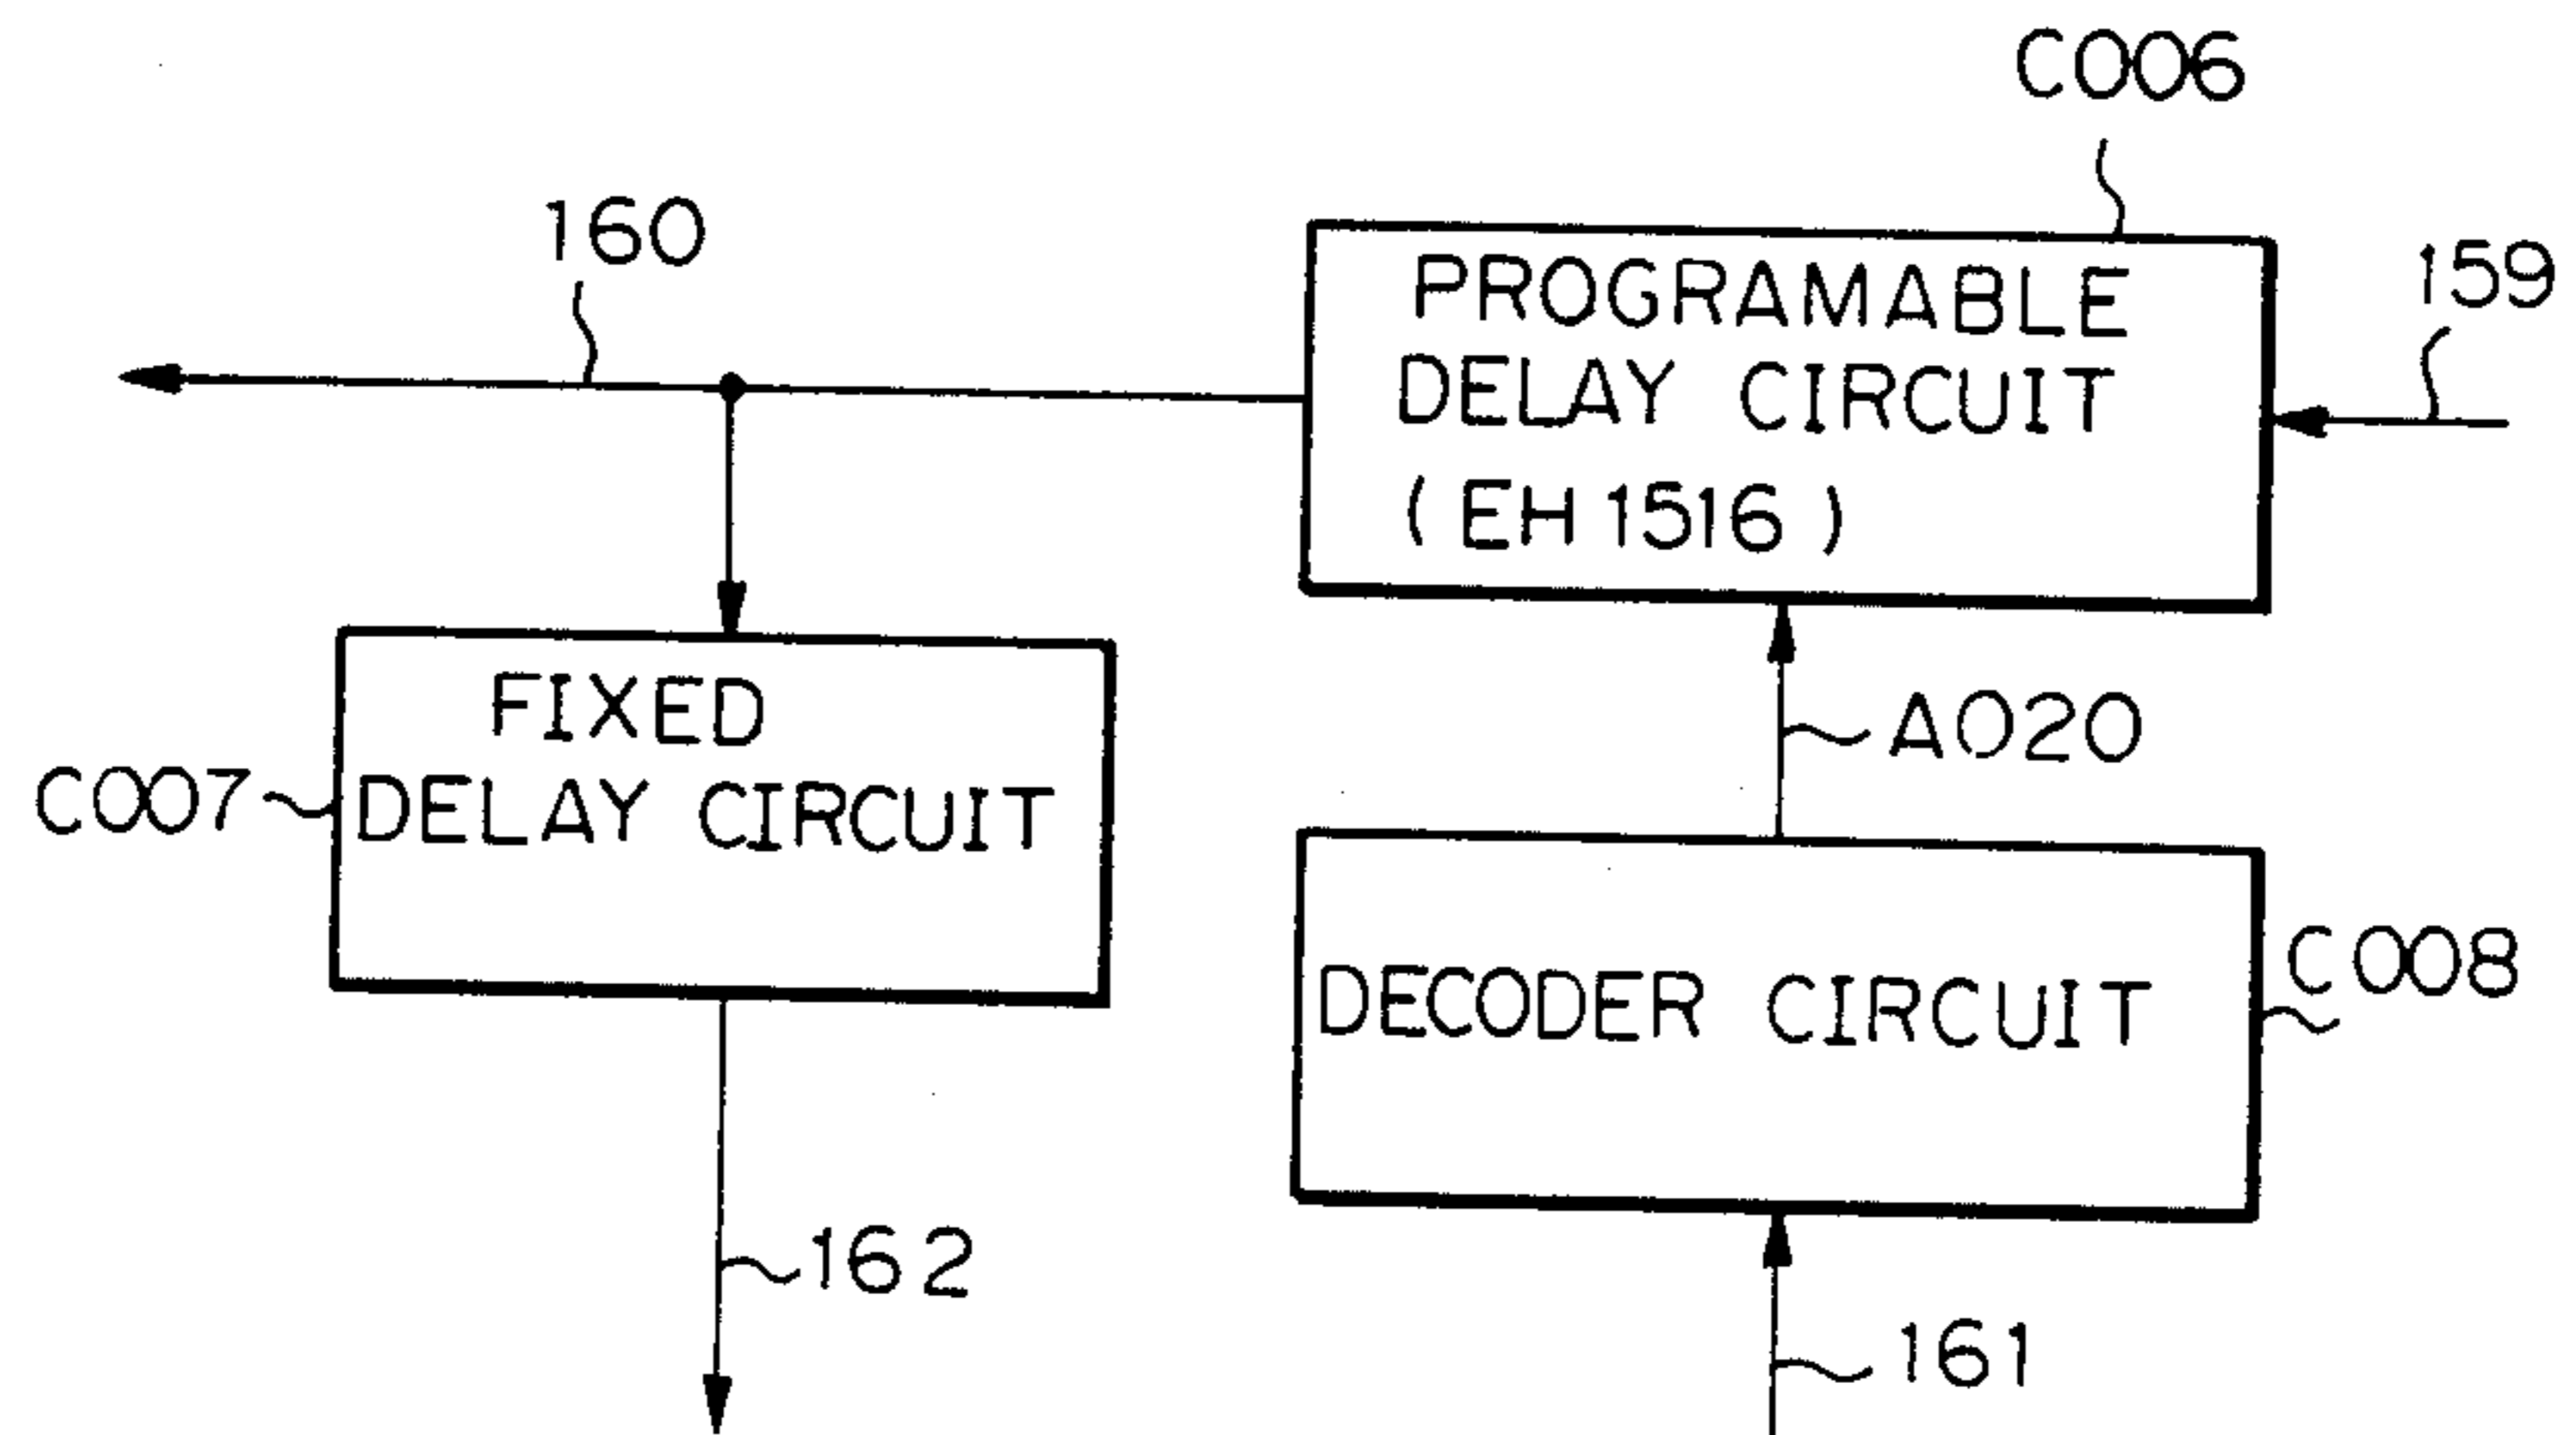 C006
160
159
PROGRAMABLE
DELAY CIRCUIT
(EH1516)
FIXED
DELAY CIRCUIT
C007
A020
DECODER CIRCUIT
C008
162
161